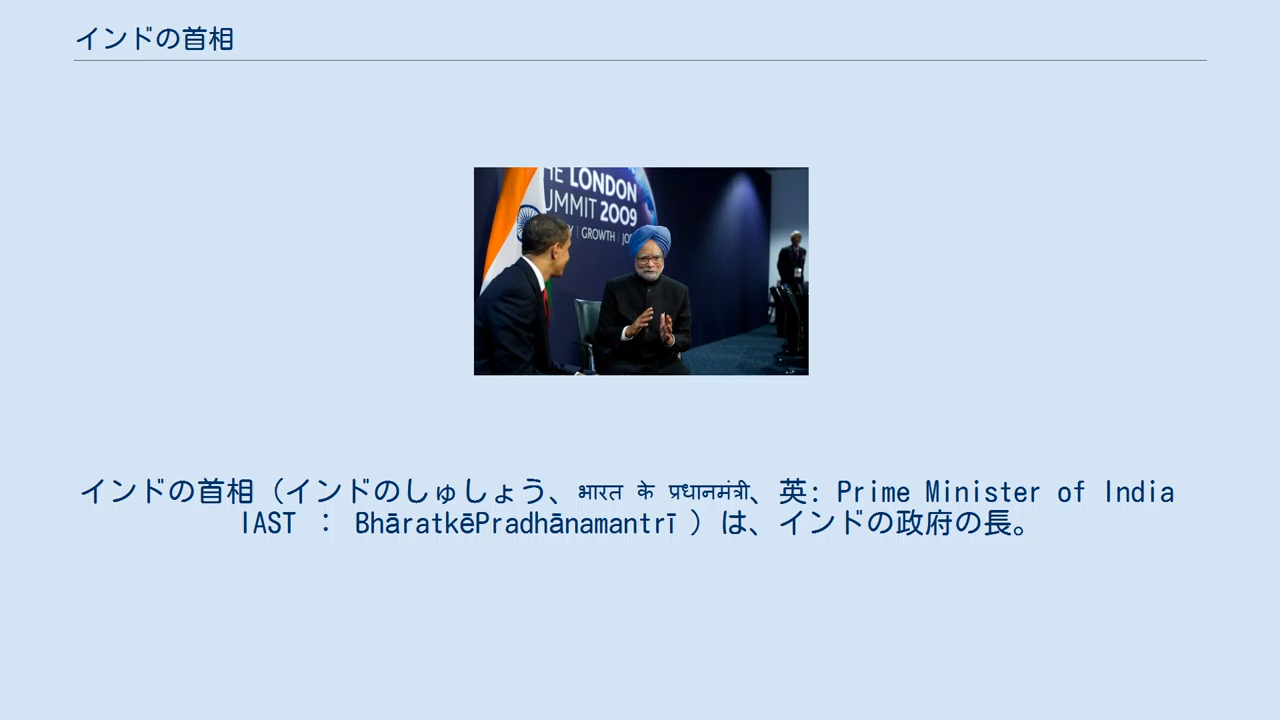 インドの首相
THE LONDON
SUMMIT 2009
GROWTH
インドの首相（インドのしゅしょう、भारत के प्रधानमंत्री、英: Prime Minister of India
IAST ： BhāratkēPradhānamantrī ）は、インドの政府の長。